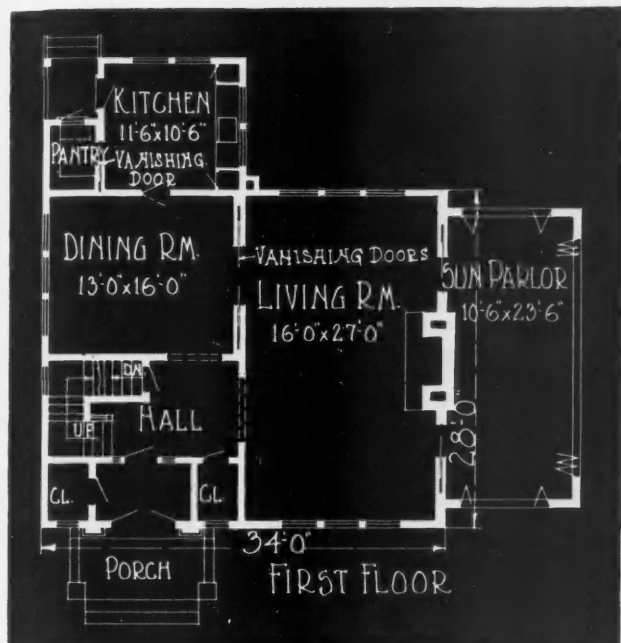 KITCHEN
11'-6"x10'-6"
PANTRY
VANISHING
DOOR
DINING RM.
13'-0"x16'-0"
VANISHING DOORS
LIVING RM.
16'-0"x27'-0"
SUN PARLOR
10'-6"x23'-6"
DN
UP
HALL
CL.
CL.
28'-0"
34'-0"
PORCH
FIRST FLOOR